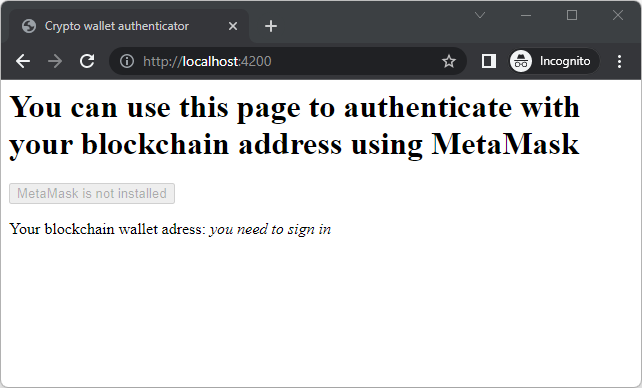 Crypto wallet authenticator
http://localhost:4200
Incognito
You can use this page to authenticate with
your blockchain address using MetaMask
MetaMask is not installed
Your blockchain wallet adress: you need to sign in